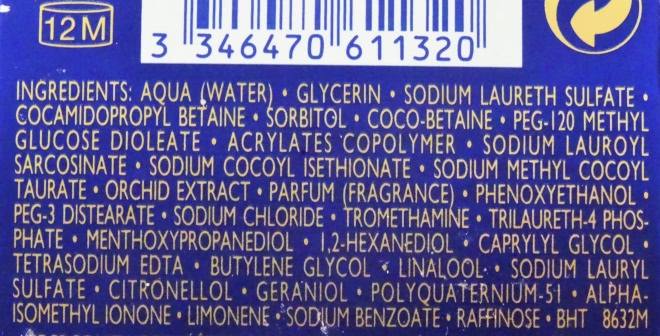 12M
3 346470 611320
INGREDIENTS: AQUA (WATER) • GLYCERIN • SODIUM LAURETH SULFATE •
COCAMIDOPROPYL BETAINE • SORBITOL • COCO-BETAINE • PEG-120 METHYL
GLUCOSE DIOLEATE • ACRYLATES COPOLYMER • SODIUM LAUROYL
SARCOSINATE • SODIUM COCOYL ISETHIONATE • SODIUM METHYL COCOYL
TAURATE • ORCHID EXTRACT • PARFUM (FRAGRANCE) • PHENOXYETHANOL •
PEG-3 DISTEARATE • SODIUM CHLORIDE • TROMETHAMINE • TRILAURETH-4 PHOS-
PHATE • MENTHOXYPROPANEDIOL • 1,2-HEXANEDIOL • CAPRYLYL GLYCOL •
TETRASODIUM EDTA • BUTYLENE GLYCOL • LINALOOL • SODIUM LAURYL
SULFATE • CITRONELLOL • GERANIOL • POLYQUATERNIUM-51 • ALPHA-
ISOMETHYL IONONE • LIMONENE • SODIUM BENZOATE • RAFFINOSE • BHT 8632M